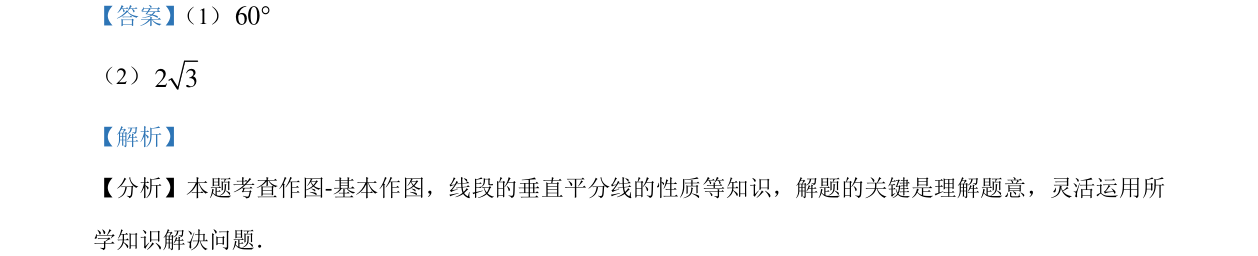 【答案】（1）60°
（2）2√3
【解析】
【分析】本题考查作图-基本作图，线段的垂直平分线的性质等知识，解题的关键是理解题意，灵活运用所
学知识解决问题．